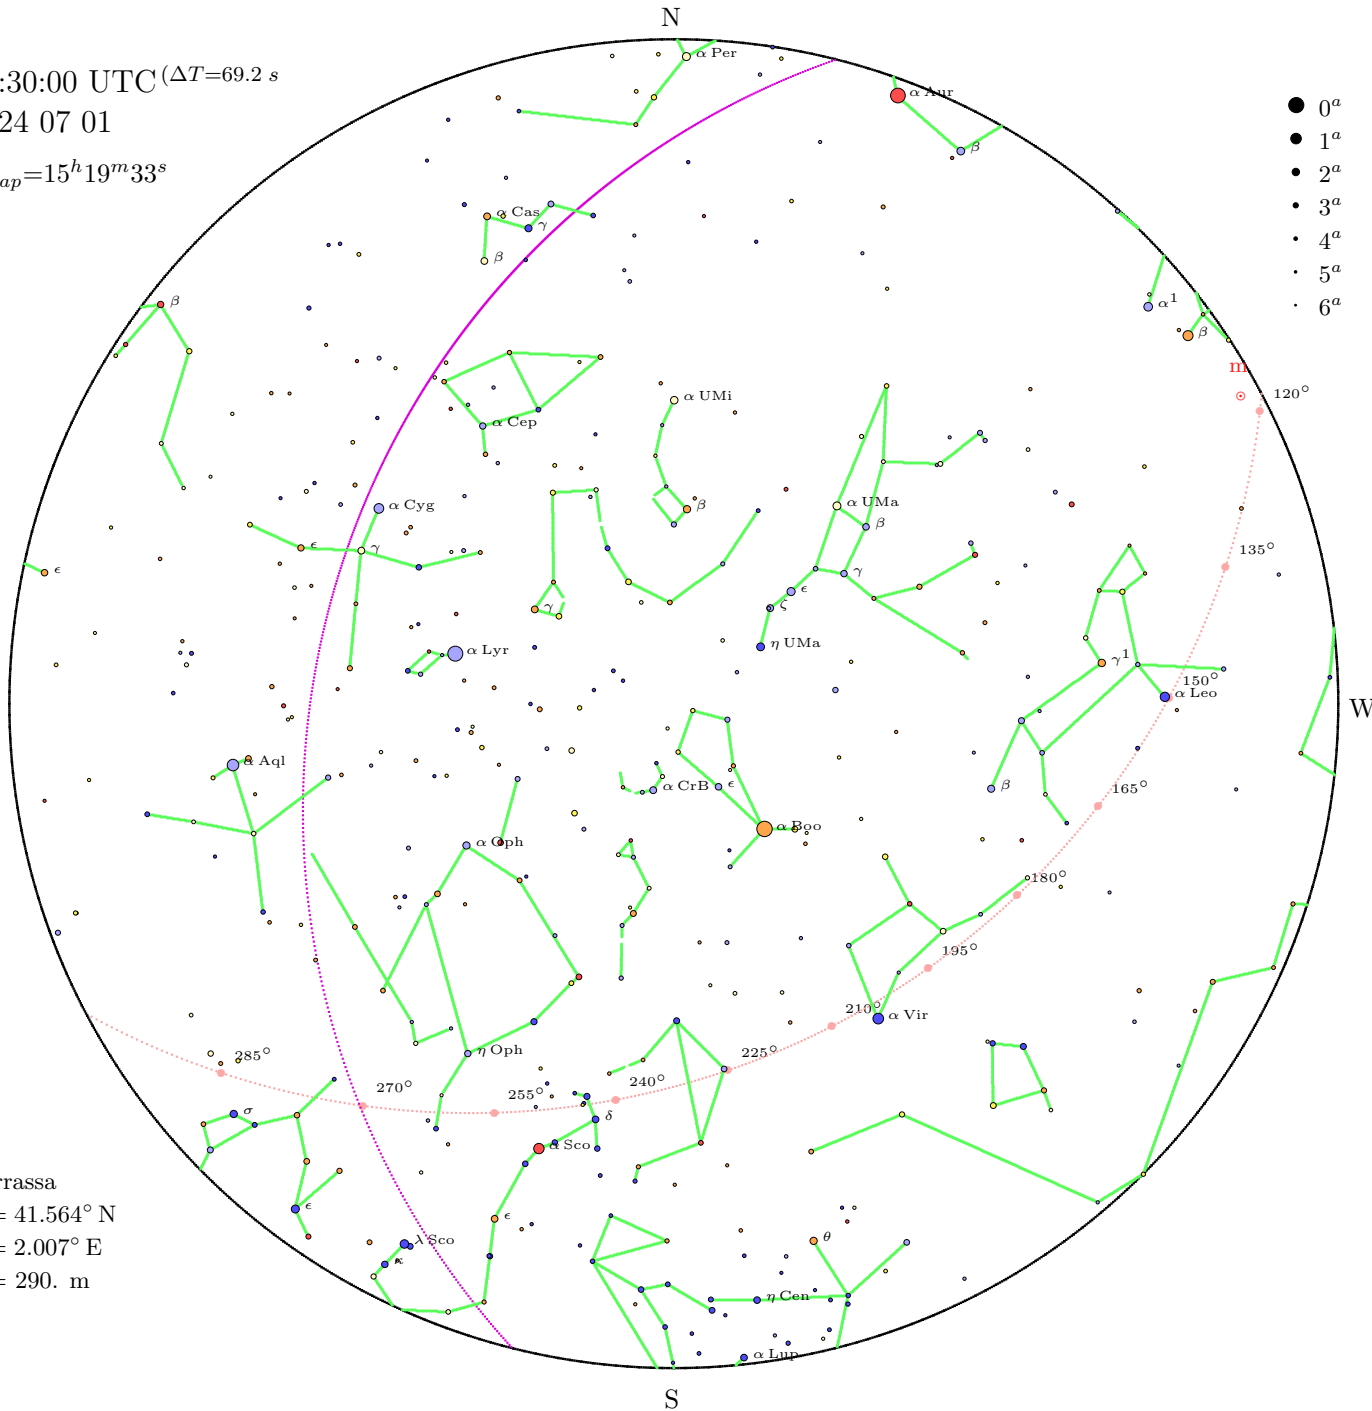 N
:30:00 UTC (ΔT=69.2 s
24 07 01
ap=15h19m33s
0a
1a
2a
3a
4a
5a
6a
α Per
α Aur
β
α Cas
γ
β
β
α1
β
m
120°
α UMi
α Cep
α Cyg
ϵ
γ
β
α UMa
β
135°
ϵ
γ
γ
ϵ
ζ
η UMa
α Lyr
γ1
150°
α Leo
W
α Aql
α CrB
ϵ
β
165°
α Boo
α Oph
180°
195°
210°
α Vir
η Oph
285°
225°
270°
255°
240°
σ
δ
α Sco
rrassa
= 41.564° N
= 2.007° E
= 290. m
ϵ
ϵ
λ Sco
κ
θ
η Cen
α Lup
S